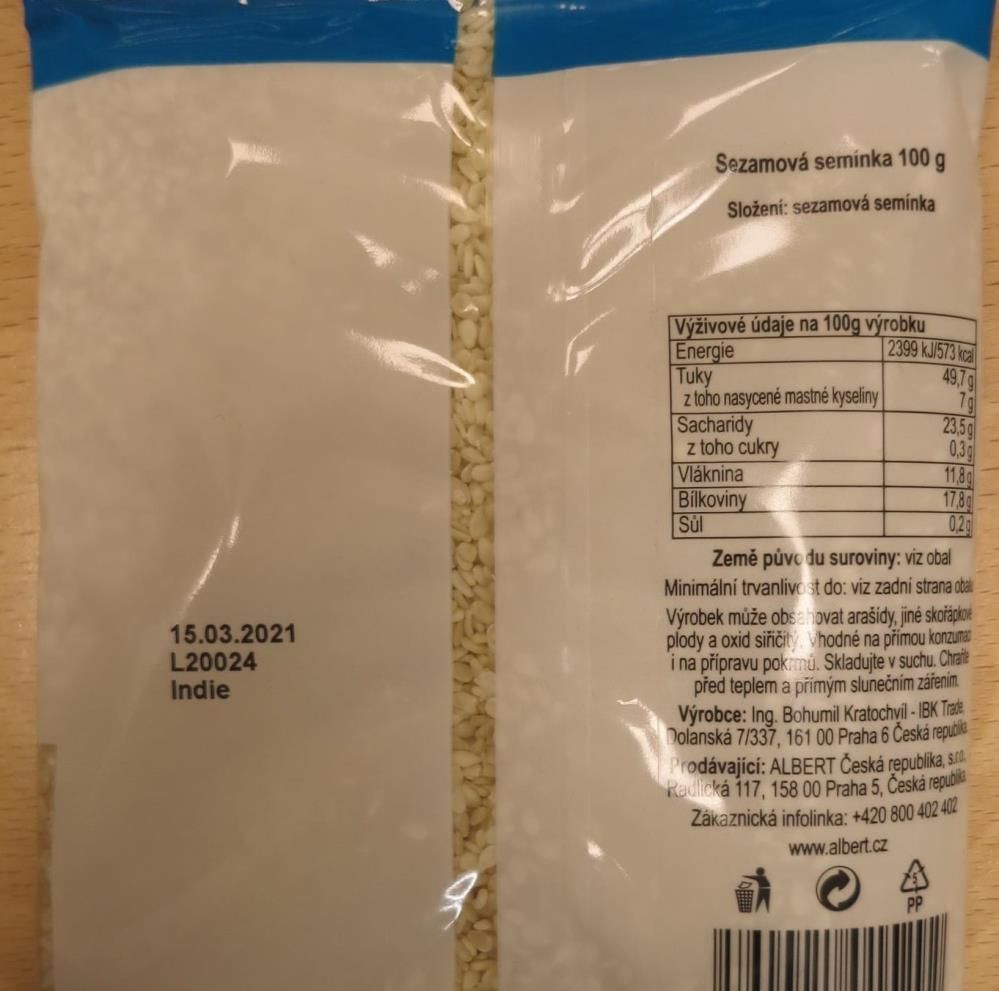 Sezamová semínka 100 g
Složení: sezamová semínka
Výživové údaje na 100g výrobku
Energie 2399 kJ/573 kcal
Tuky 49,7 g
z toho nasycené mastné kyseliny 7 g
Sacharidy 23,5 g
z toho cukry 0,3 g
Vláknina 11,8 g
Bílkoviny 17,8 g
Sůl 0,2 g
Země původu suroviny: viz obal
Minimální trvanlivost do: viz zadní strana obalu
Výrobek může obsahovat arašídy, jiné skořápkové
plody a oxid siřičitý. Vhodné na přímou konzumaci
i na přípravu pokrmů. Skladujte v suchu. Chraňte
před teplem a přímým slunečním zářením.
Výrobce: Ing. Bohumil Kratochvíl - IBK Trade,
Dolanská 7/337, 161 00 Praha 6 Česká republika
Prodávající: ALBERT Česká republika, s.r.o.
Radlická 117, 158 00 Praha 5, Česká republika
Zákaznická infolinka: +420 800 402 402
www.albert.cz
5
PP
15.03.2021
L20024
Indie